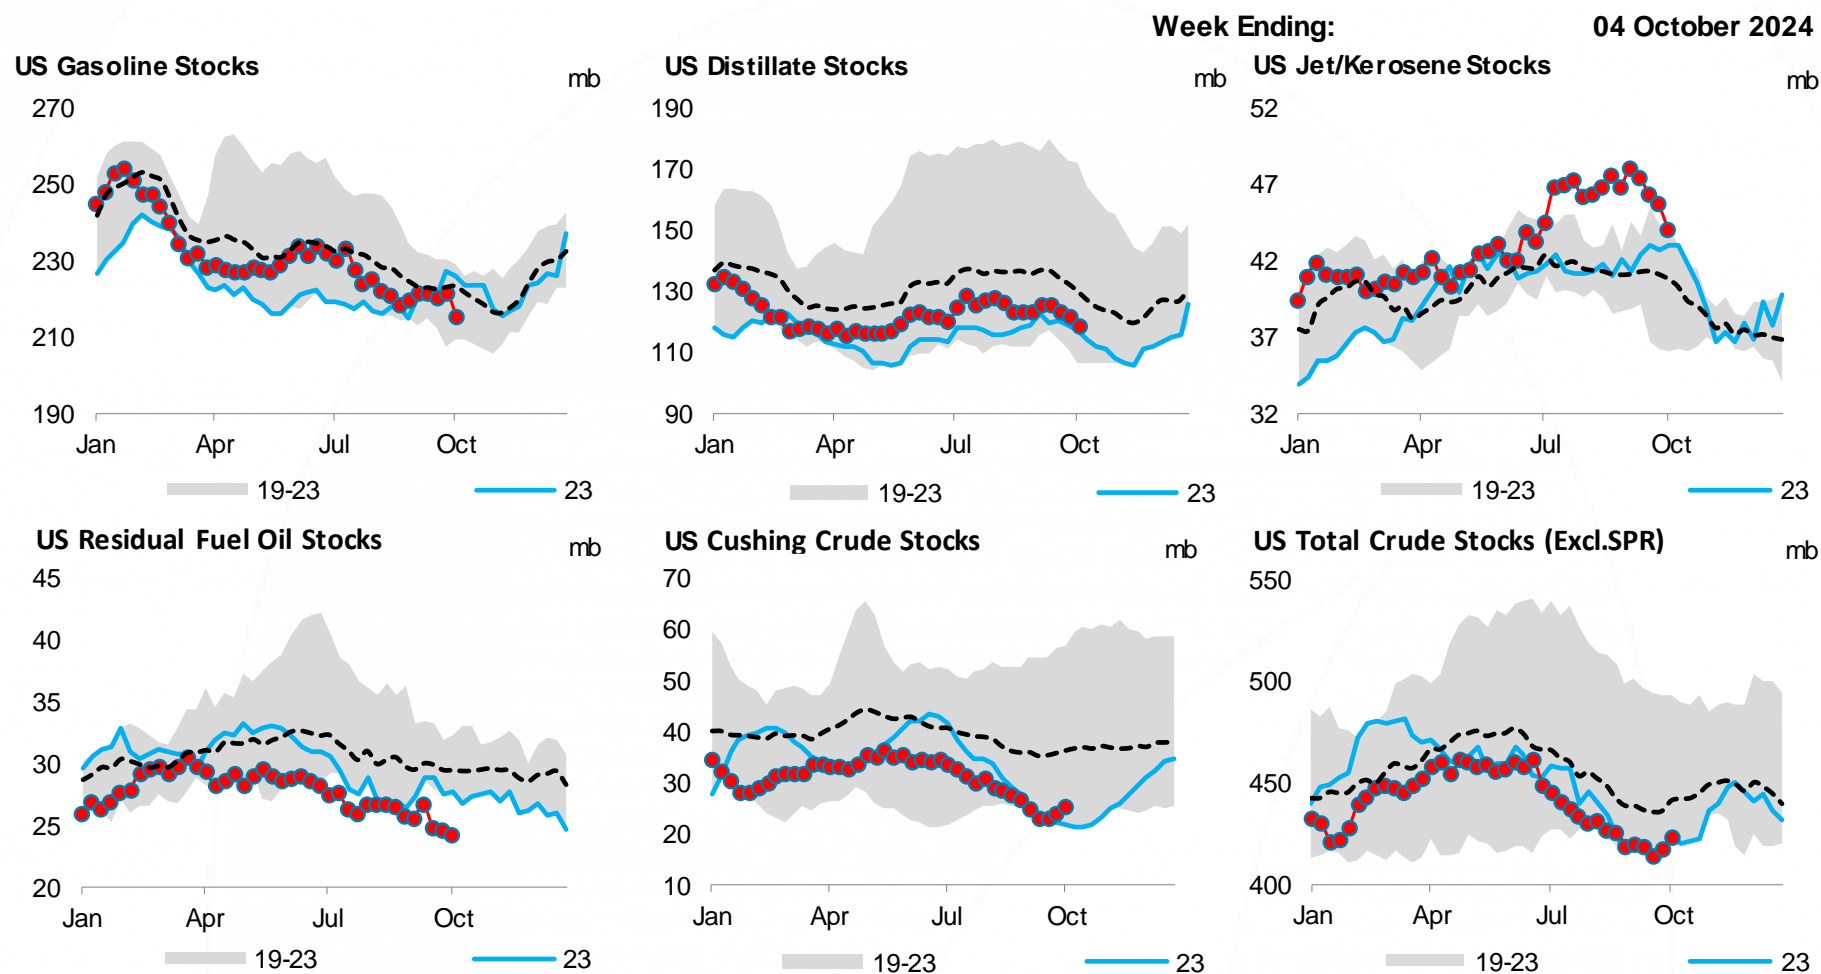 Week Ending: 04 October 2024
US Gasoline Stocks
mb
270
250
230
210
190
Jan Apr Jul Oct
19-23 23
US Distillate Stocks
mb
190
170
150
130
110
90
Jan Apr Jul Oct
19-23 23
US Jet/Kerosene Stocks
mb
52
47
42
37
32
Jan Apr Jul Oct
19-23 23
US Residual Fuel Oil Stocks
mb
45
40
35
30
25
20
Jan Apr Jul Oct
19-23 23
US Cushing Crude Stocks
mb
70
60
50
40
30
20
10
Jan Apr Jul Oct
19-23 23
US Total Crude Stocks (Excl.SPR)
mb
550
500
450
400
Jan Apr Jul Oct
19-23 23